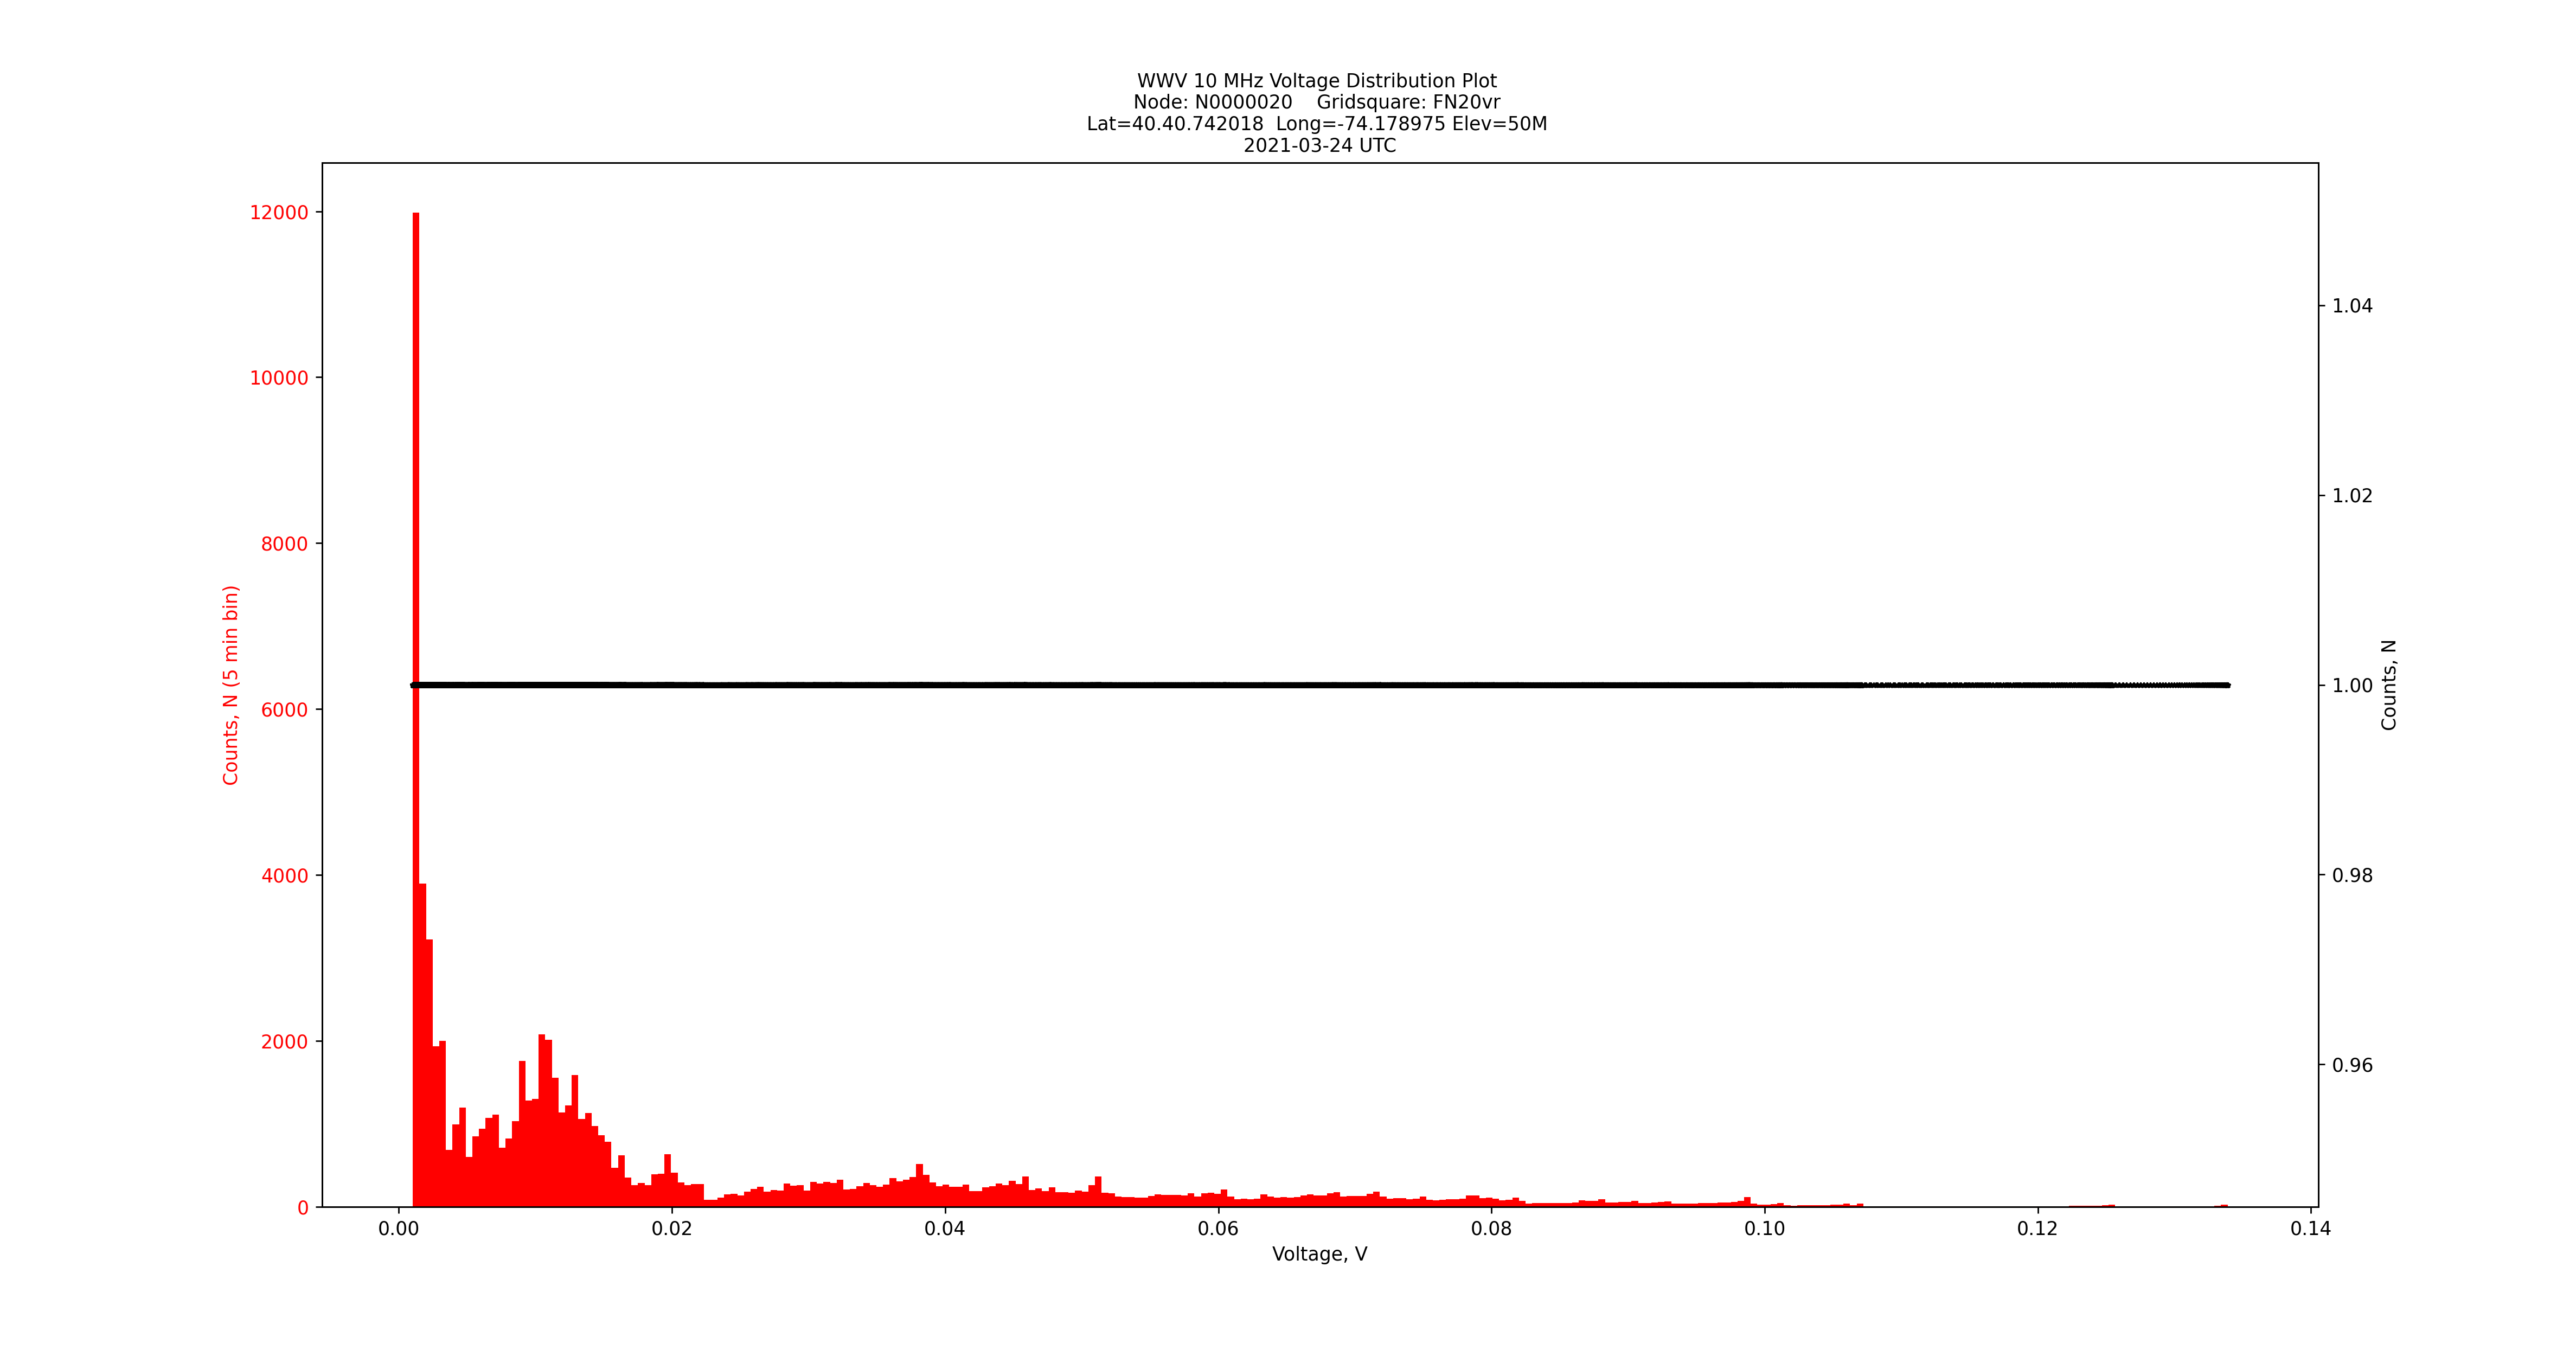 WWV 10 MHz Voltage Distribution Plot
Node: N0000020    Gridsquare: FN20vr
Lat=40.40.742018  Long=-74.178975 Elev=50M
2021-03-24 UTC
12000
10000
8000
6000
4000
2000
0
Counts, N (5 min bin)
1.04
1.02
1.00
0.98
0.96
Counts, N
0.00 0.02 0.04 0.06 0.08 0.10 0.12 0.14
Voltage, V